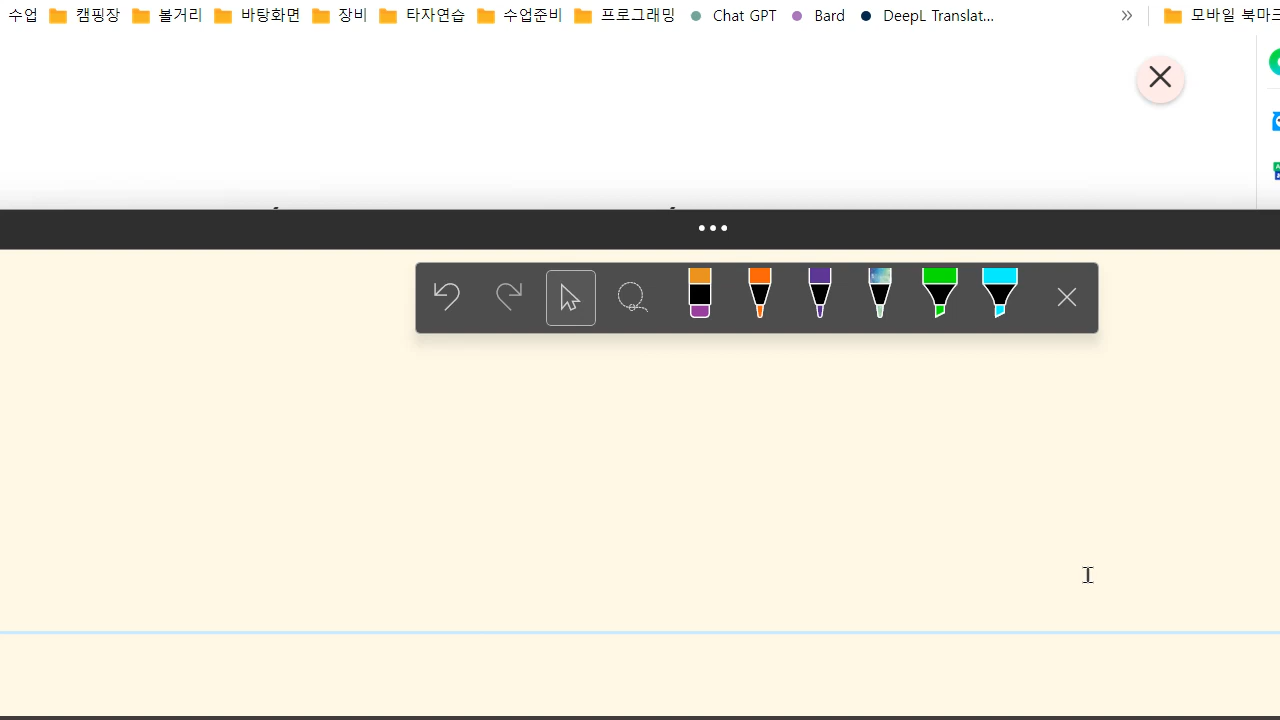 수업 캠핑장 볼거리 바탕화면 장비 타자연습 수업준비 프로그래밍 Chat GPT Bard DeepL Translat... » 모바일 북마크